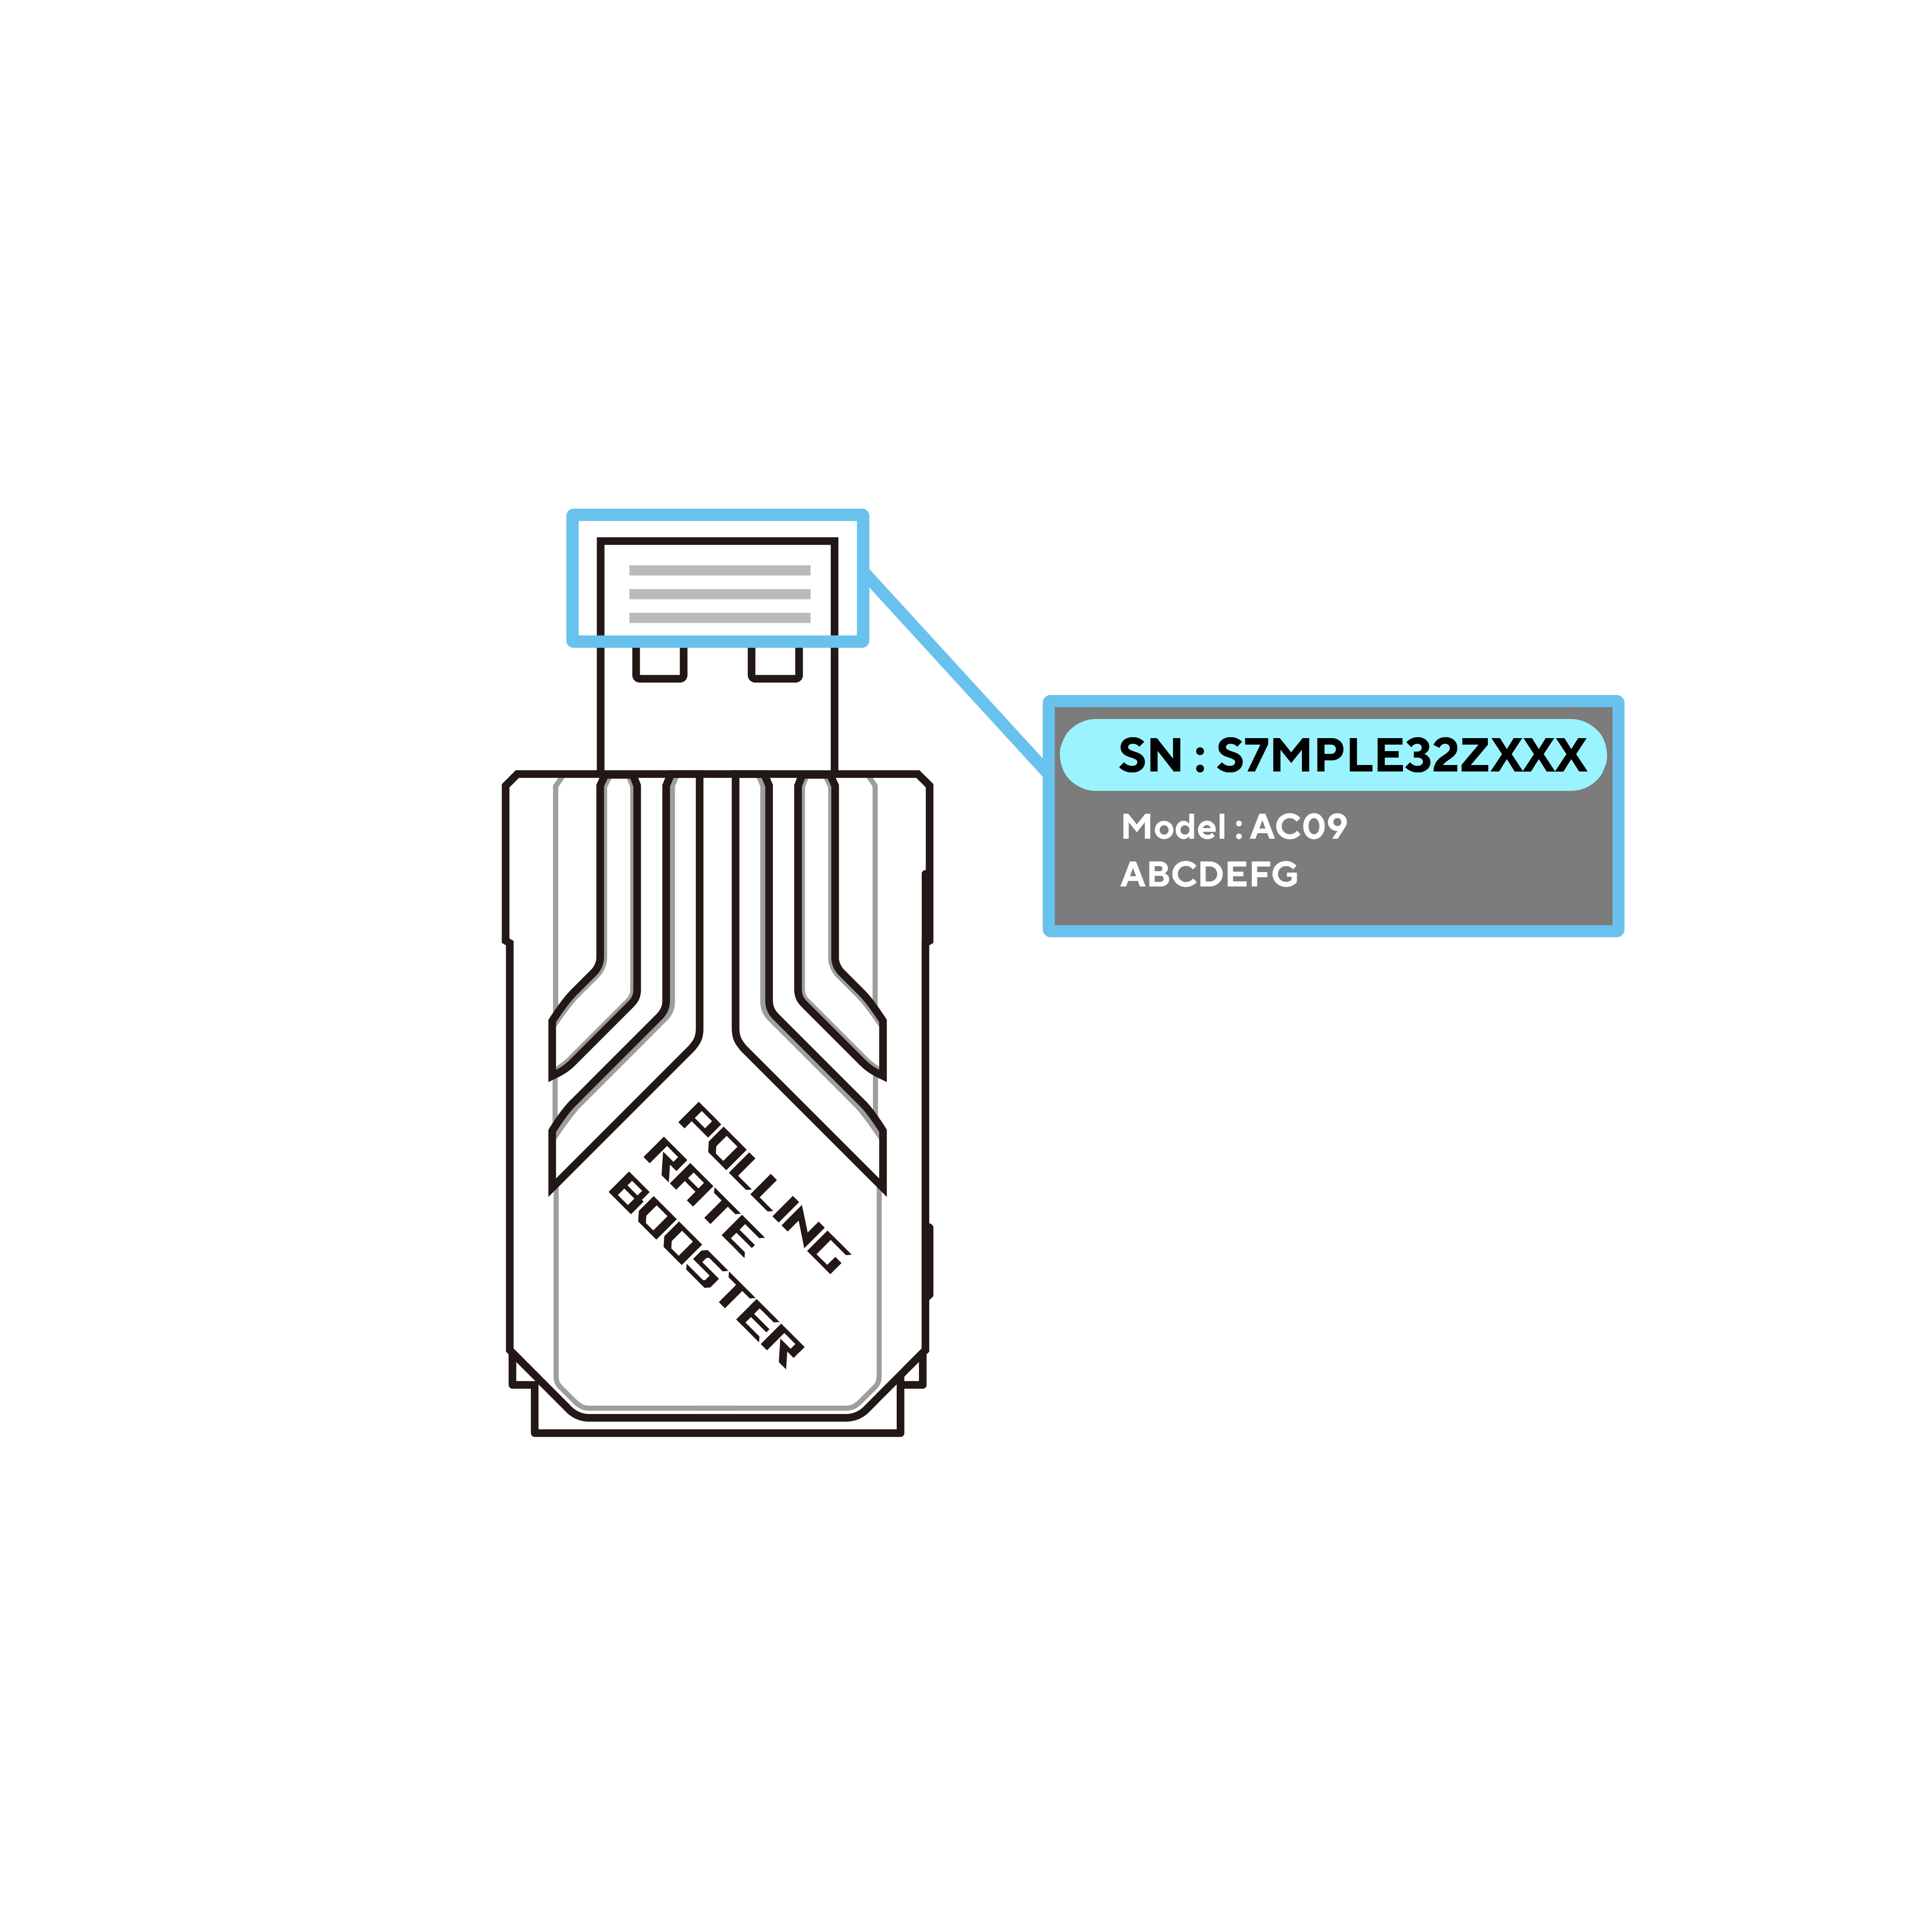 SN : S7MPLE32ZXXX
Model : AC09
ABCDEFG
POLLING
RATE
BOOSTER